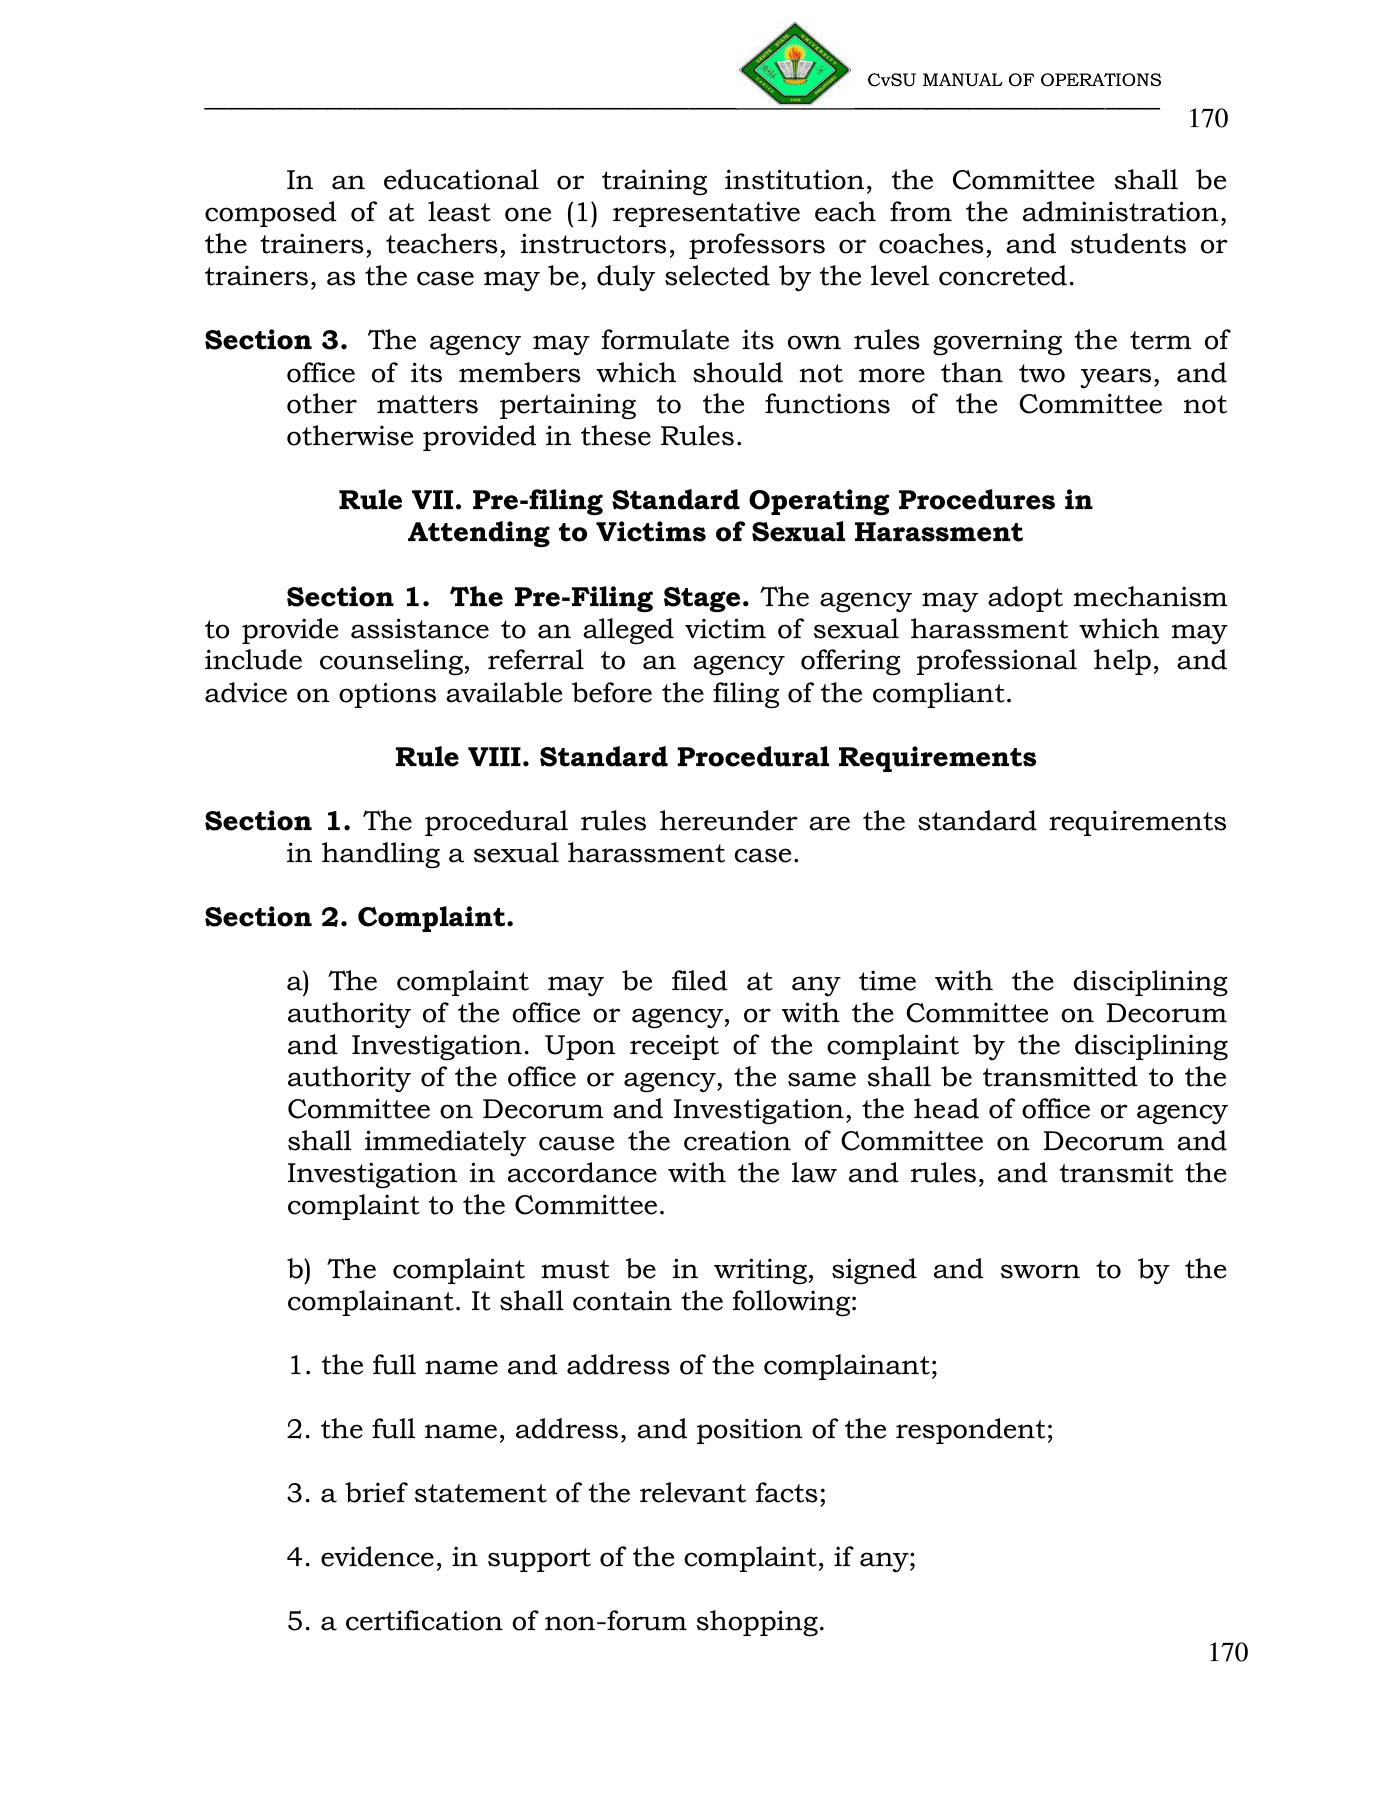 CvSU MANUAL OF OPERATIONS
170
In an educational or training institution, the Committee shall be
composed of at least one (1) representative each from the administration,
the trainers, teachers, instructors, professors or coaches, and students or
trainers, as the case may be, duly selected by the level concreted.
Section 3. The agency may formulate its own rules governing the term of
office of its members which should not more than two years, and
other matters pertaining to the functions of the Committee not
otherwise provided in these Rules.
Rule VII. Pre-filing Standard Operating Procedures in
Attending to Victims of Sexual Harassment
Section 1. The Pre-Filing Stage. The agency may adopt mechanism
to provide assistance to an alleged victim of sexual harassment which may
include counseling, referral to an agency offering professional help, and
advice on options available before the filing of the compliant.
Rule VIII. Standard Procedural Requirements
Section 1. The procedural rules hereunder are the standard requirements
in handling a sexual harassment case.
Section 2. Complaint.
a) The complaint may be filed at any time with the disciplining
authority of the office or agency, or with the Committee on Decorum
and Investigation. Upon receipt of the complaint by the disciplining
authority of the office or agency, the same shall be transmitted to the
Committee on Decorum and Investigation, the head of office or agency
shall immediately cause the creation of Committee on Decorum and
Investigation in accordance with the law and rules, and transmit the
complaint to the Committee.
b) The complaint must be in writing, signed and sworn to by the
complainant. It shall contain the following:
1. the full name and address of the complainant;
2. the full name, address, and position of the respondent;
3. a brief statement of the relevant facts;
4. evidence, in support of the complaint, if any;
5. a certification of non-forum shopping.
170